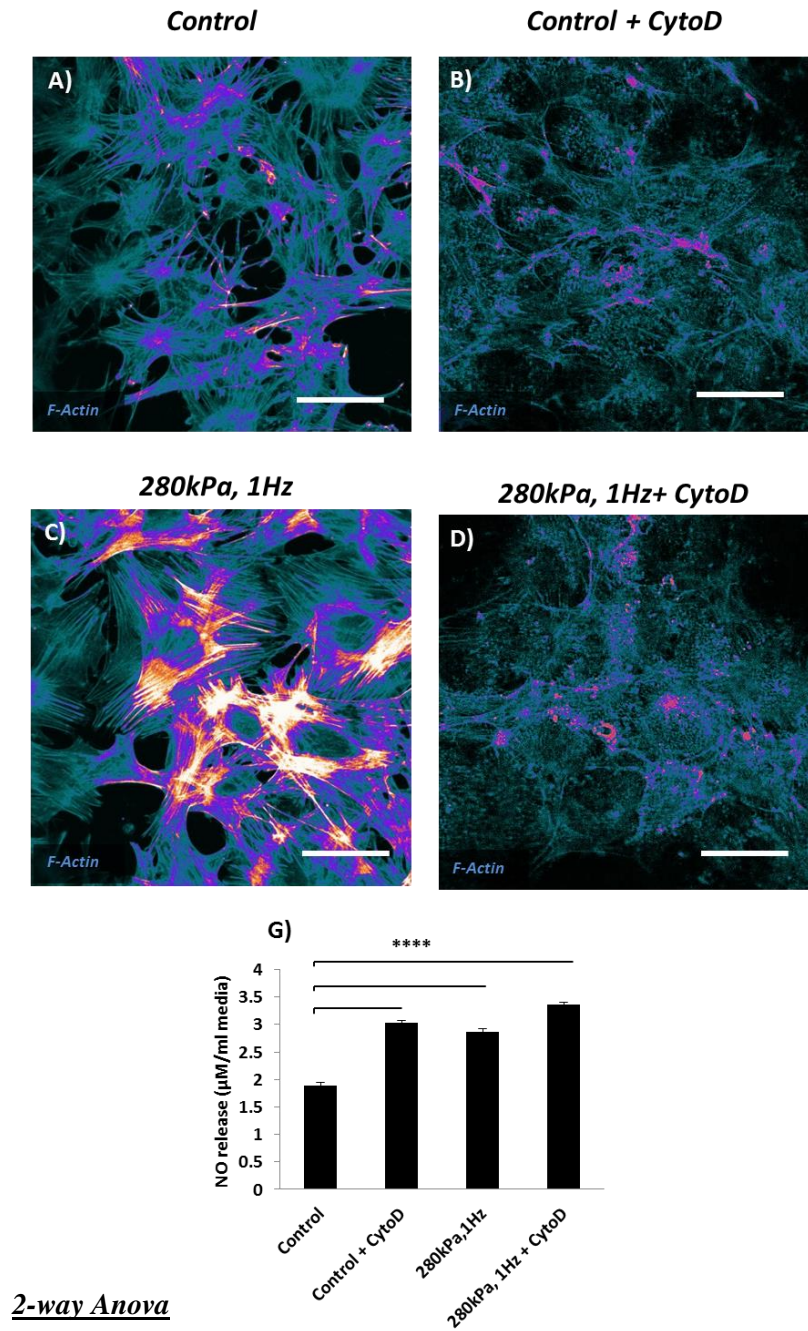 Control
Control + CytoD
A)
B)
F-Actin
F-Actin
280kPa, 1Hz
280kPa, 1Hz+ CytoD
C)
D)
F-Actin
F-Actin
G)
****
NO release (µM/ml media)
4
3.5
3
2.5
2
1.5
1
0.5
0
Control
Control + CytoD
280kPa,1Hz
280kPa, 1Hz + CytoD
2-way Anova